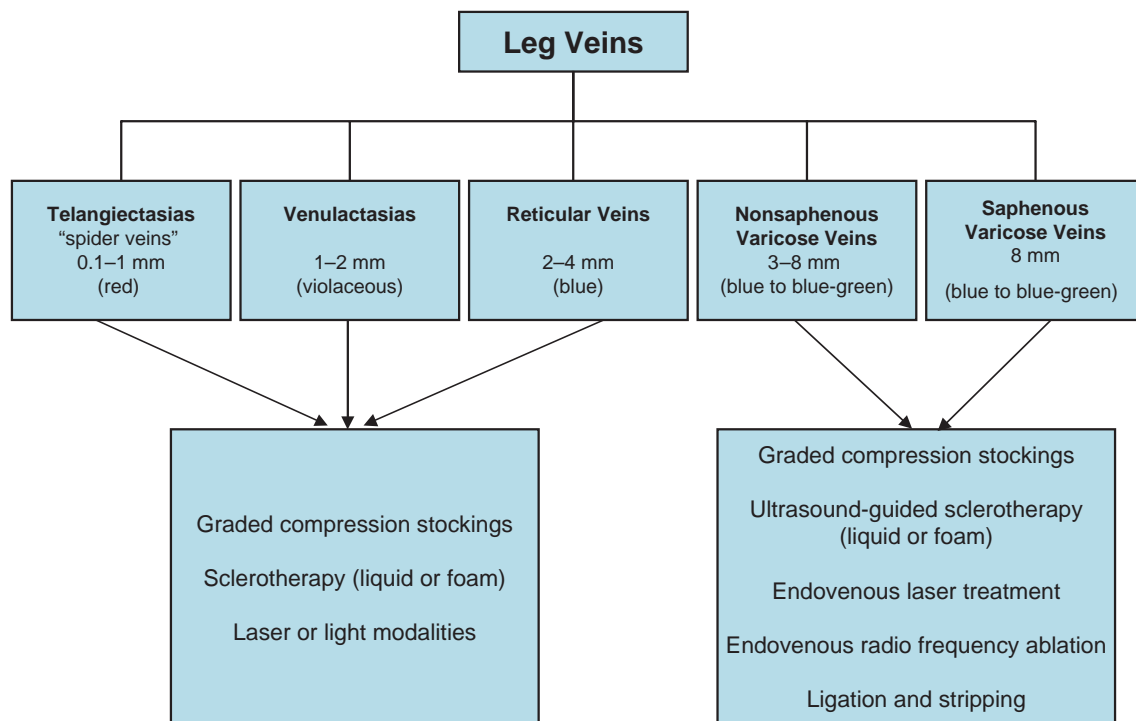 Leg Veins
Telangiectasias
“spider veins”
0.1–1 mm
(red)
Venulactasias
1–2 mm
(violaceous)
Reticular Veins
2–4 mm
(blue)
Nonsaphenous
Varicose Veins
3–8 mm
(blue to blue-green)
Saphenous
Varicose Veins
8 mm
(blue to blue-green)
Graded compression stockings
Sclerotherapy (liquid or foam)
Laser or light modalities
Graded compression stockings
Ultrasound-guided sclerotherapy
(liquid or foam)
Endovenous laser treatment
Endovenous radio frequency ablation
Ligation and stripping